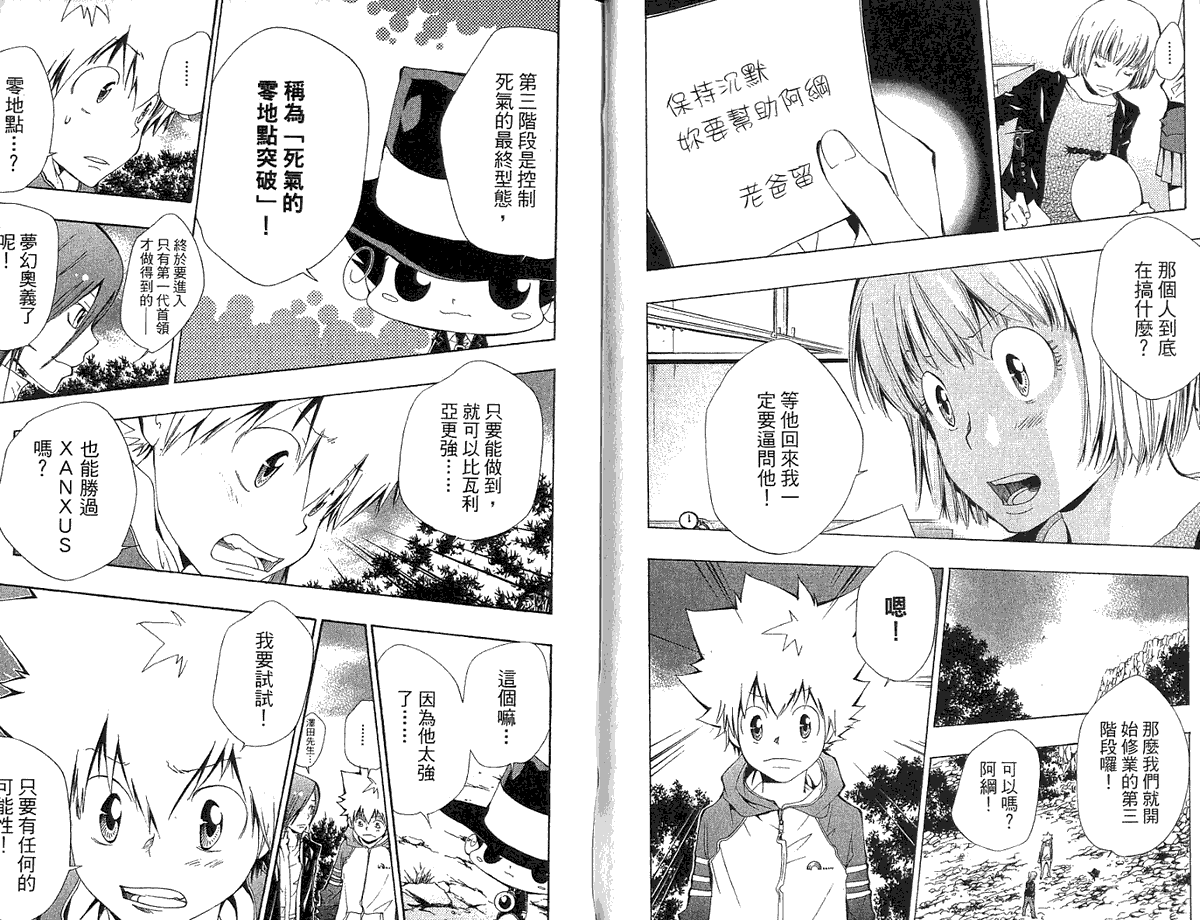 ……
保持沉默
妳要幫助阿綱
老爸留
那個人到底
在搞什麼?
等他回來我一
定要逼問他!
那麼我們就開
始修業的第三
階段囉!
可以嗎?
阿綱!
嗯!
第三階段是控制
死氣的最終型態,
稱為「死氣的
零地點突破」!
……
零地點…?
終於要進入
只有第一代首領
才做得到的——
夢幻奧義了
呢!
只要能做到,
就可以比瓦利
亞更強……
也能勝過
XANXUS
嗎?
這個嘛…
因為他太強
了……
……
澤田先生…
我要試試!
只要有任何的
可能性!